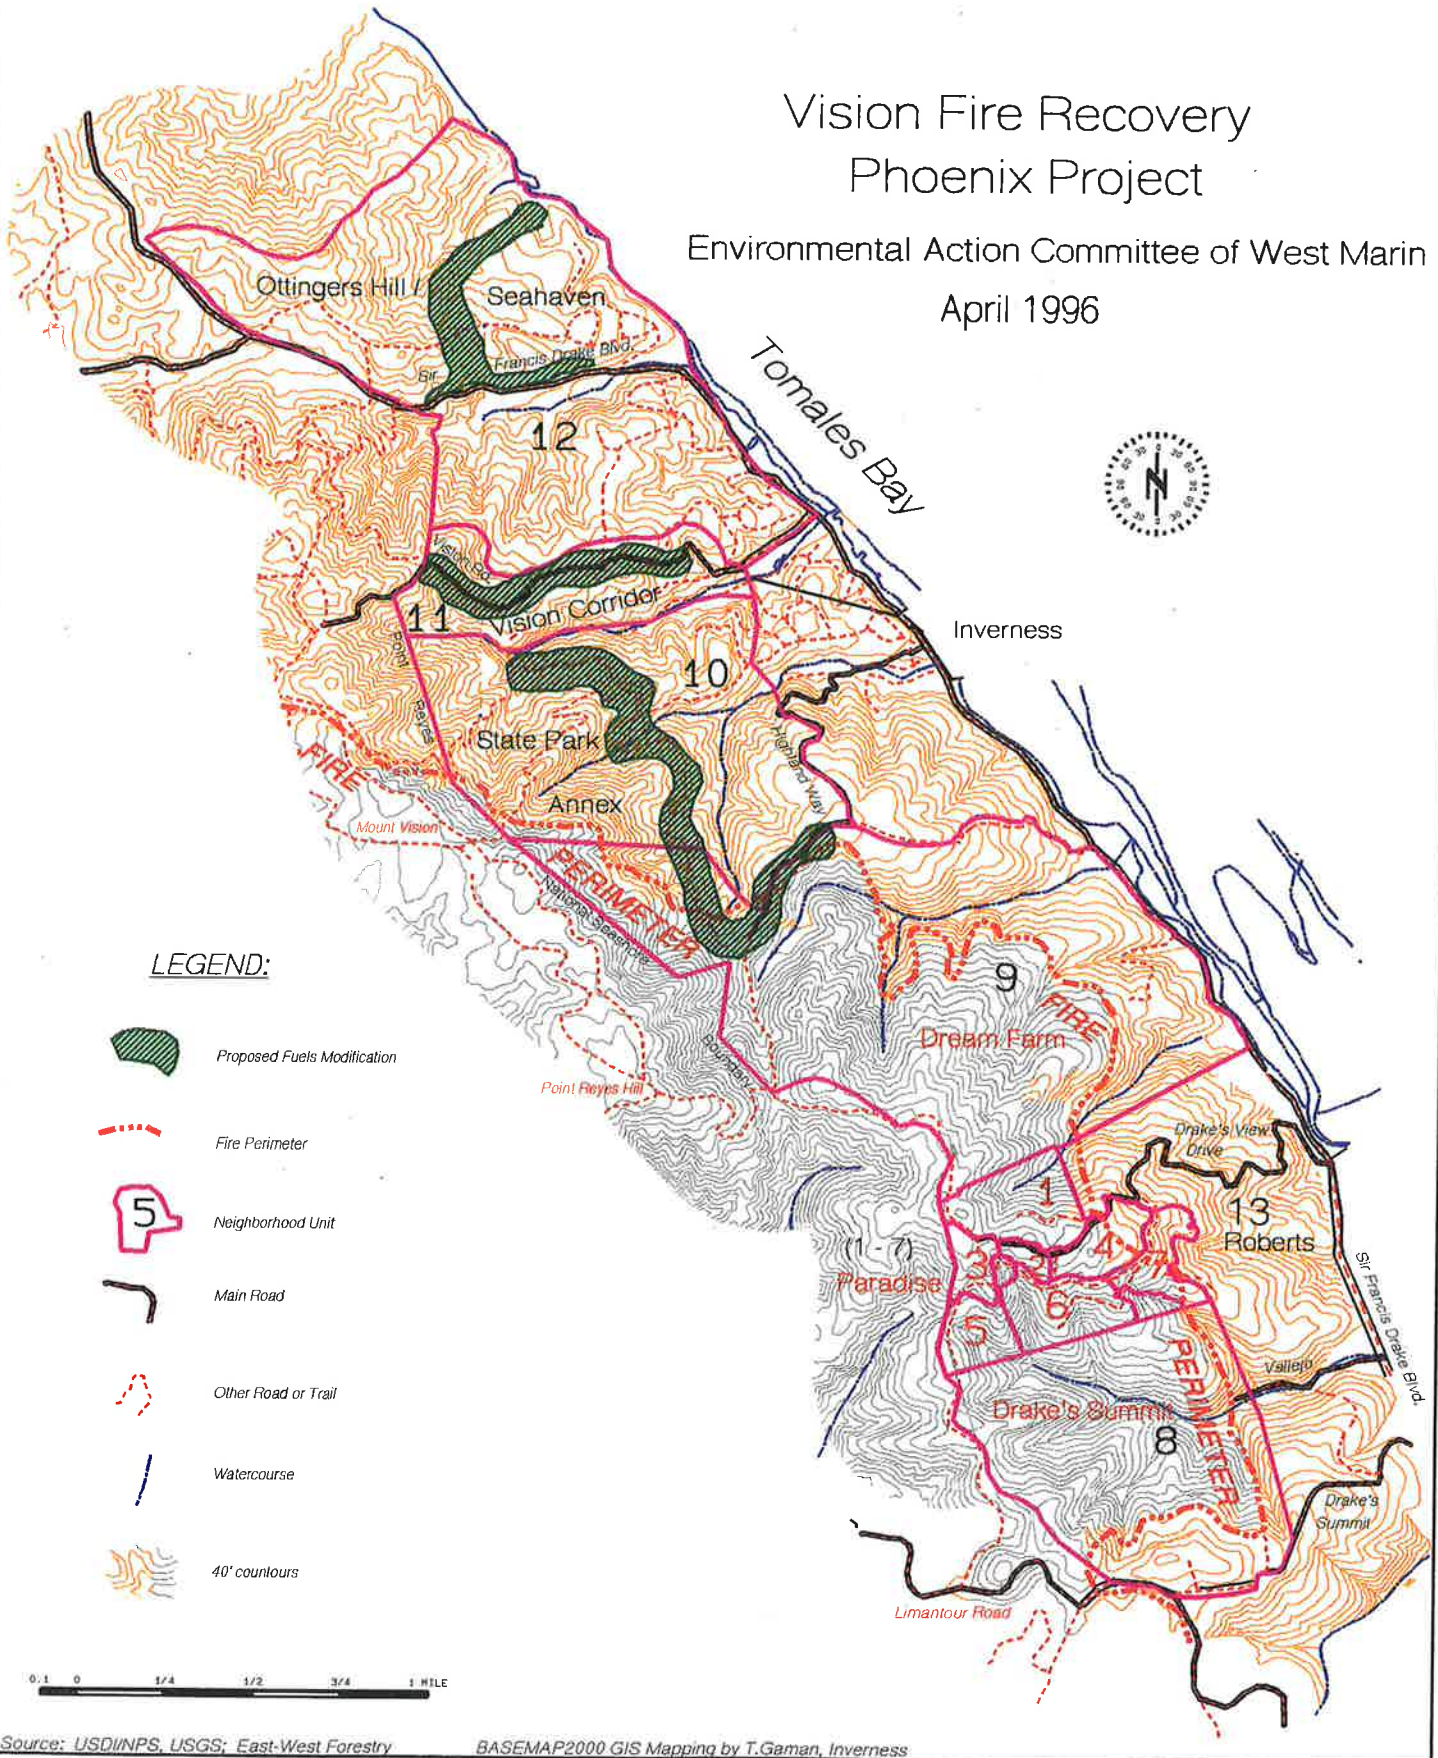 Vision Fire Recovery
Phoenix Project
Environmental Action Committee of West Marin
April 1996
Ottingers Hill /
Seahaven
Sir
Francis Drake Blvd.
Tomales Bay
12
N
Vision Rd.
11
Vision Corridor
Inverness
10
Point
Reyes
State Park
Highland Way
FIRE
Annex
Mount Vision
PERIMETER
National Seashore
LEGEND:
9
FIRE
Dream Farm
Proposed Fuels Modification
Boundary
Point Reyes Hill
Fire Perimeter
Drake's View
Drive
1
5
Neighborhood Unit
13
Roberts
(1 - 7)
4
7
3
2
Paradise
Main Road
6
5
Sir Francis Drake Blvd.
PERIMETER
Vallejo
Other Road or Trail
Drake's Summit
8
Watercourse
Drake's
Summit
40' countours
Limantour Road
0.1 0 1/4 1/2 3/4 1 MILE
Source: USDI/NPS, USGS; East-West Forestry
BASEMAP2000 GIS Mapping by T.Gaman, Inverness